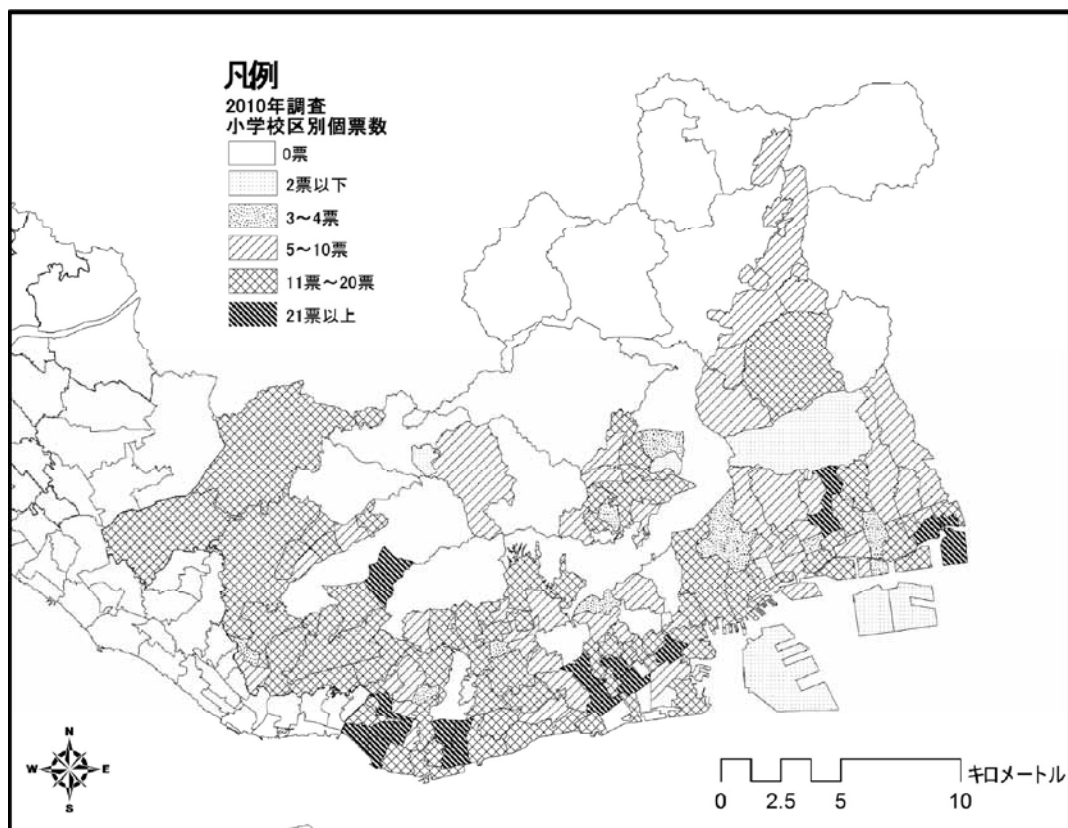 凡例
2010年調査
小学校区別個票数
0票
2票以下
3～4票
5～10票
11票～20票
21票以上
N
W
E
S
キロメートル
0
2.5
5
10